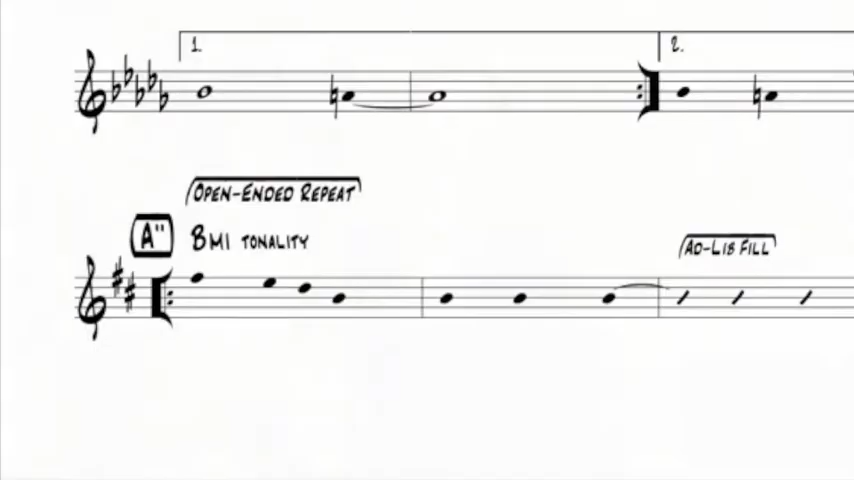 1. 2.
OPEN-ENDED REPEAT
A" BMI TONALITY
AD-LIB FILL